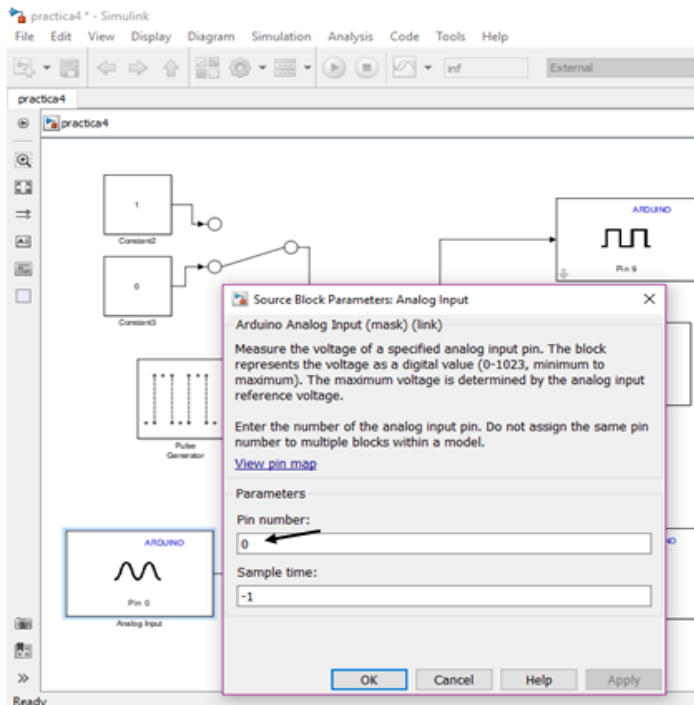 practica4 * - Simulink
File Edit View Display Diagram Simulation Analysis Code Tools Help
inf External
practica4
practica4
1
Constant2
0
Constant3
ARDUINO
Pin 9
Pulse
Generator
ARDUINO
Pin 0
Analog Input
Source Block Parameters: Analog Input
Arduino Analog Input (mask) (link)
Measure the voltage of a specified analog input pin. The block
represents the voltage as a digital value (0-1023, minimum to
maximum). The maximum voltage is determined by the analog input
reference voltage.
Enter the number of the analog input pin. Do not assign the same pin
number to multiple blocks within a model.
View pin map
Parameters
Pin number:
0
Sample time:
-1
OK Cancel Help Apply
Ready